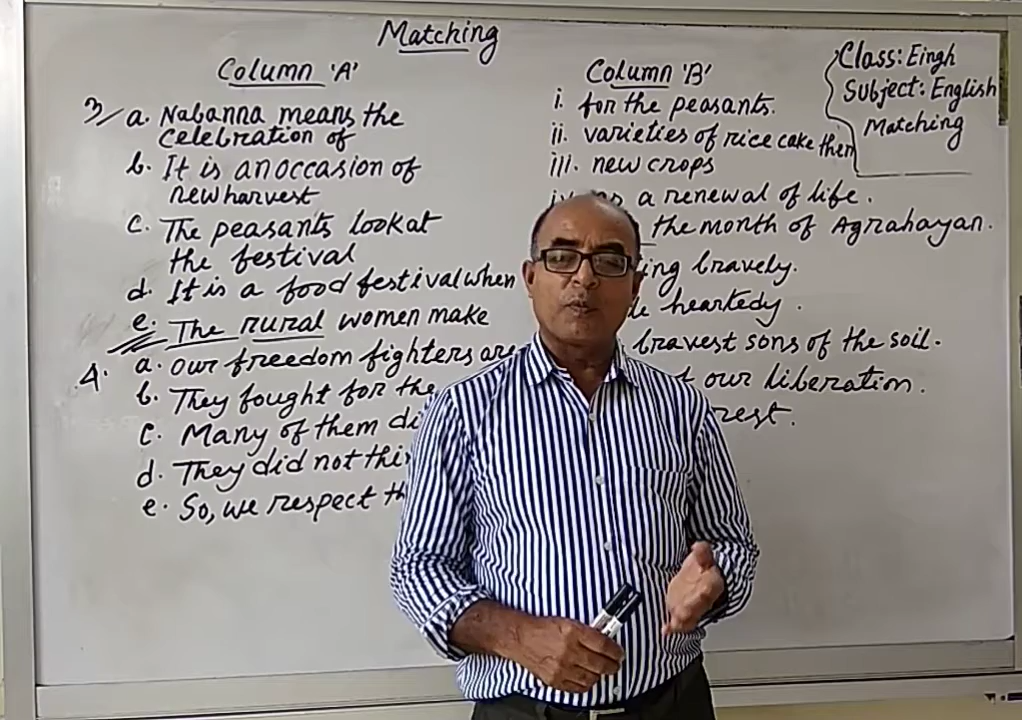 Matching
Class: Eingh
Subject: English
Matching
Column 'A'
3/ a. Nabanna means the
celebration of
b. It is an occasion of
new harvest
c. The peasants look at
the festival
d. It is a food festival when
e. The rural women make
4. a. Our freedom fighters are
b. They fought for the
c. Many of them
d. They did not
e. So, we respect
Column 'B'
i. for the peasants.
ii. varieties of rice cake then
iii. new crops
a renewal of life.
the month of Agrahayan.
bravely.
heartedy.
bravest sons of the soil.
our liberation.